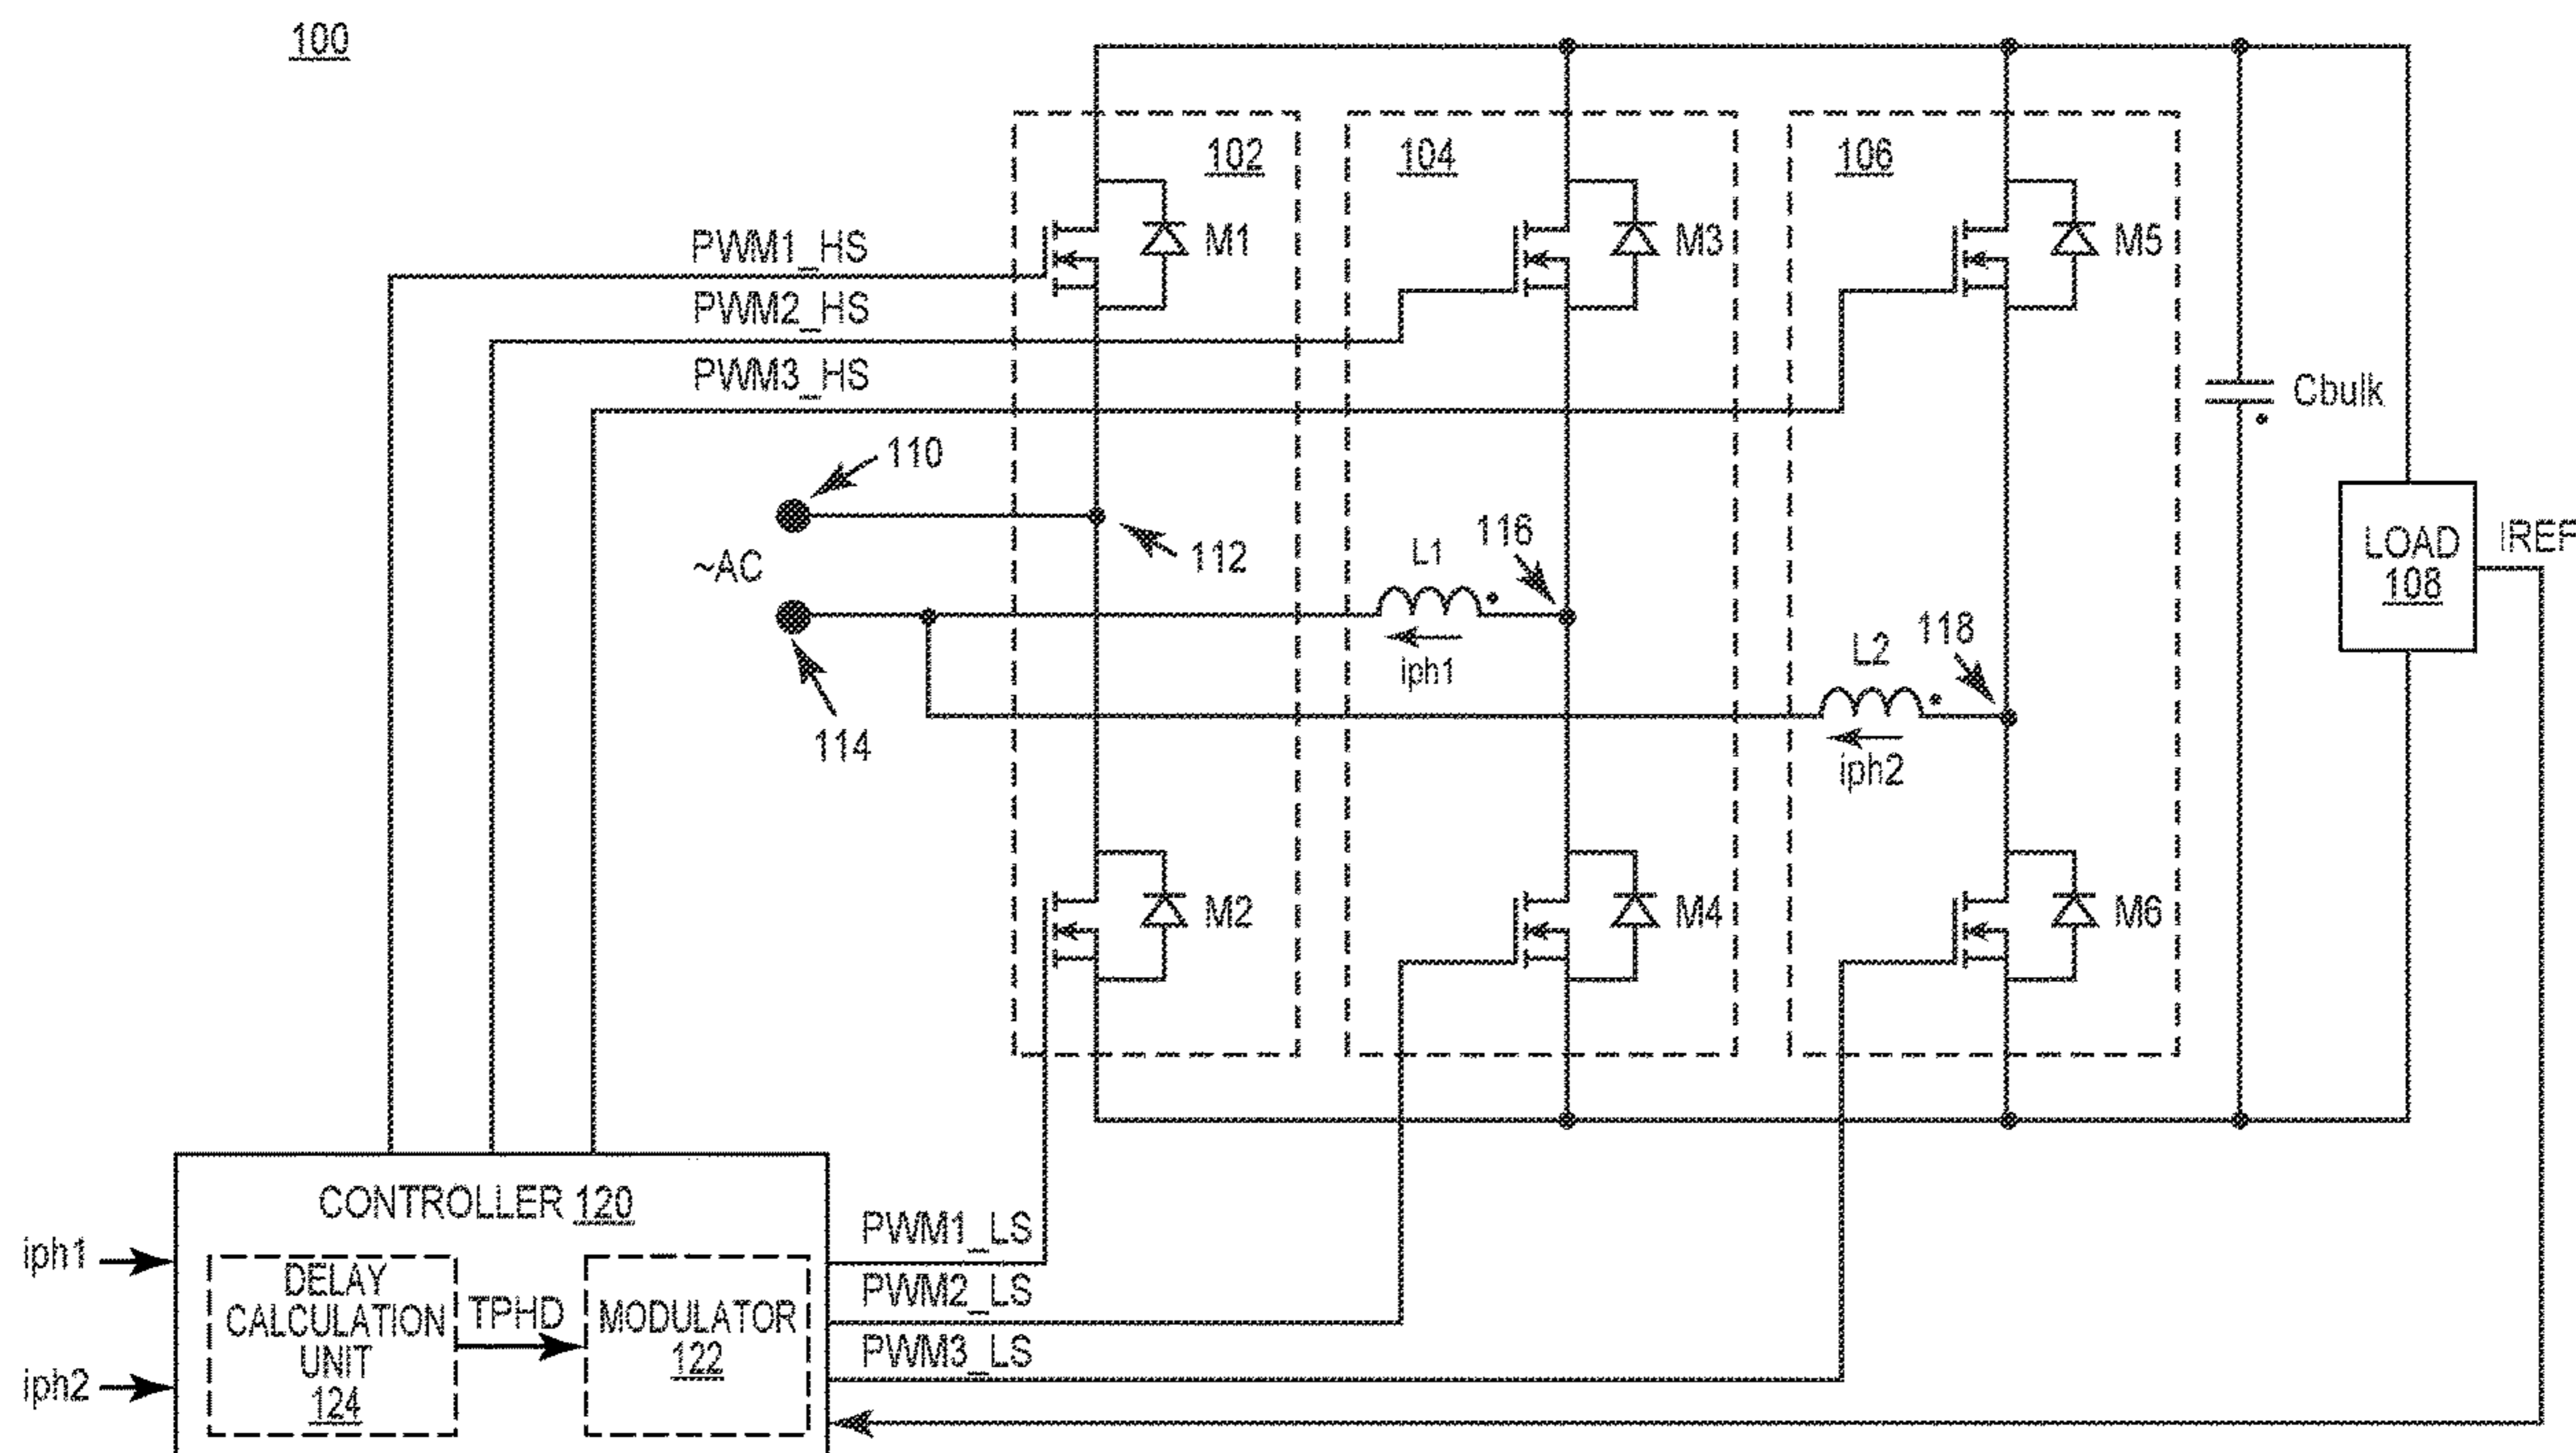 100
102
104
106
M1
M3
M5
PWM1_HS
PWM2_HS
PWM3_HS
Cbulk
110
112
~AC
114
L1
116
iph1
L2
118
iph2
LOAD
108
IREF
M2
M4
M6
CONTROLLER 120
iph1
iph2
DELAY
CALCULATION
UNIT
124
TPHD
MODULATOR
122
PWM1_LS
PWM2_LS
PWM3_LS